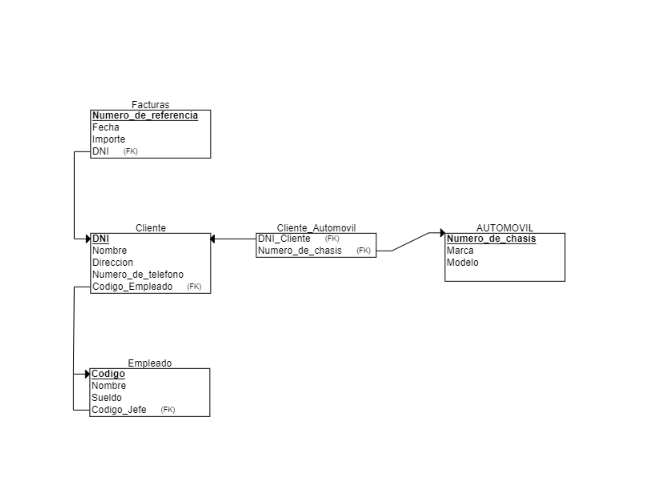 Facturas
Numero_de_referencia
Fecha
Importe
DNI (FK)
Cliente
DNI
Nombre
Direccion
Numero_de_telefono
Codigo_Empleado (FK)
Cliente_Automovil
DNI_Cliente (FK)
Numero_de_chasis (FK)
AUTOMOVIL
Numero_de_chasis
Marca
Modelo
Empleado
Codigo
Nombre
Sueldo
Codigo_Jefe (FK)